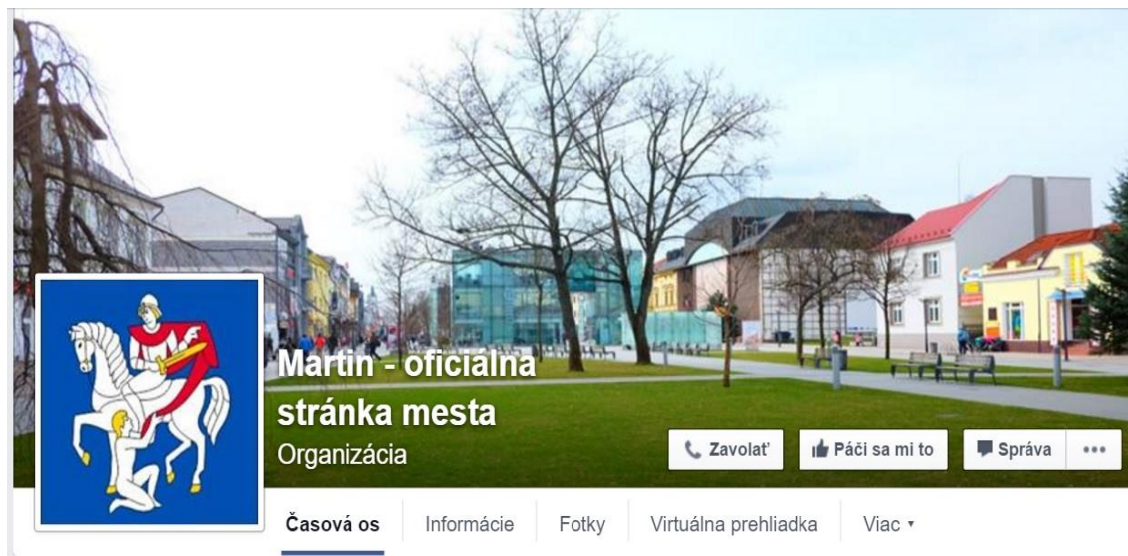 Martin - oficiálna
stránka mesta
Organizácia
Zavolať
Páči sa mi to
Správa
Časová os
Informácie
Fotky
Virtuálna prehliadka
Viac